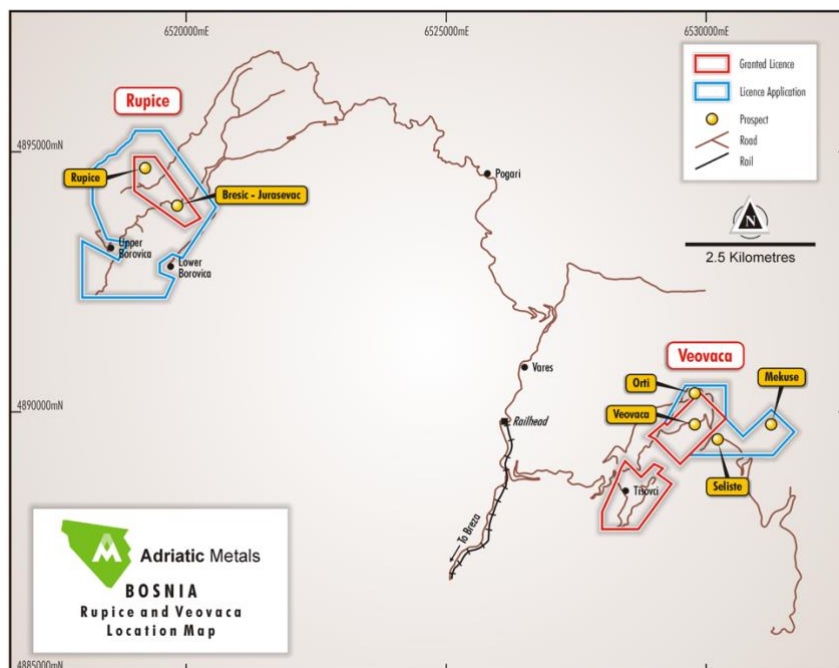 6520000mE
6525000mE
6530000mE
4895000mN
4890000mN
4885000mN
Rupice
Rupice
Bresic - Jurasevac
Upper
Borovica
Lower
Borovica
Pogari
Vares
Railhead
To Breza
Granted Licence
Licence Application
Prospect
Road
Rail
N
2.5 Kilometres
Veovaca
Orti
Mekuse
Veovaca
Seliste
Tisovci
Adriatic Metals
BOSNIA
Rupice and Veovaca
Location Map